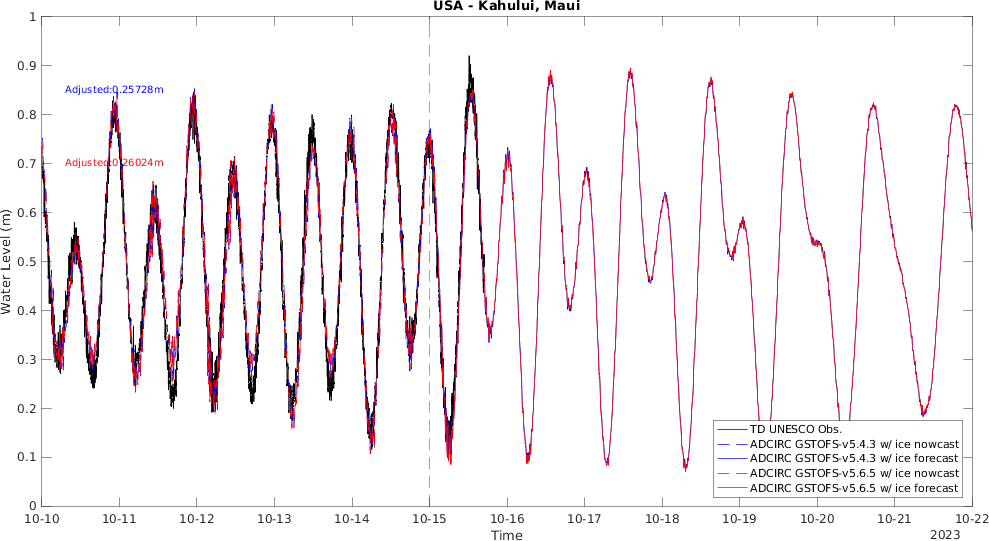 USA - Kahului, Maui
1
0.9
0.8
0.7
0.6
0.5
0.4
0.3
0.2
0.1
0
Water Level (m)
Adjusted:0.25728m
Adjusted:0.26024m
TD UNESCO Obs.
ADCIRC GSTOFS-v5.4.3 w/ ice nowcast
ADCIRC GSTOFS-v5.4.3 w/ ice forecast
ADCIRC GSTOFS-v5.6.5 w/ ice nowcast
ADCIRC GSTOFS-v5.6.5 w/ ice forecast
10-10 10-11 10-12 10-13 10-14 10-15 10-16 10-17 10-18 10-19 10-20 10-21 10-22
Time
2023